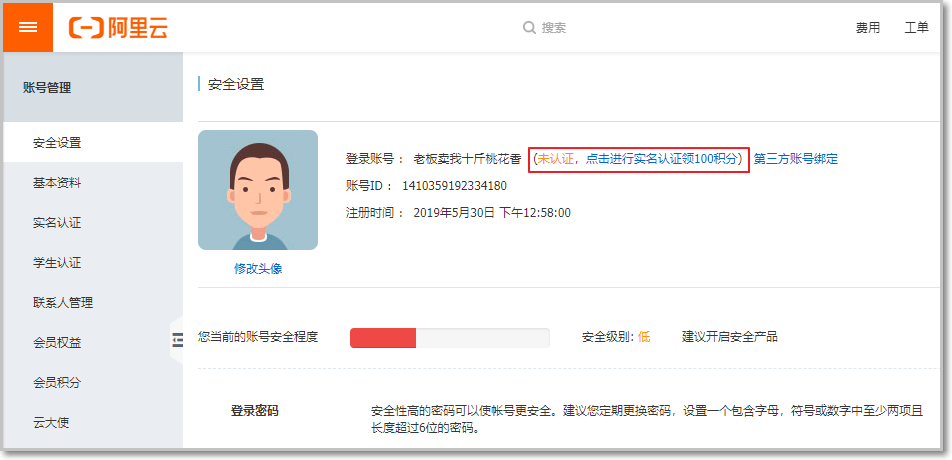 阿里云
搜索
费用
工单
账号管理
安全设置
基本资料
实名认证
学生认证
联系人管理
会员权益
会员积分
云大使
安全设置
修改头像
登录账号： 老板卖我十斤桃花香 (未认证，点击进行实名认证领100积分) 第三方账号绑定
账号ID： 1410359192334180
注册时间： 2019年5月30日 下午12:58:00
您当前的账号安全程度
安全级别: 低
建议开启安全产品
登录密码
安全性高的密码可以使帐号更安全。建议您定期更换密码，设置一个包含字母，符号或数字中至少两项且
长度超过6位的密码。